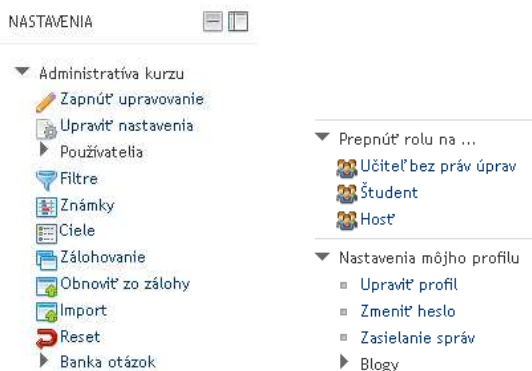 NASTAVENIA
Administratíva kurzu
Zapnúť upravovanie
Upraviť nastavenia
Používatelia
Filtre
Známky
Ciele
Zálohovanie
Obnoviť zo zálohy
Import
Reset
Banka otázok
Prepnúť rolu na ...
Učiteľ bez práv úprav
Študent
Hosť
Nastavenia môjho profilu
Upraviť profil
Zmeniť heslo
Zasielanie správ
Blogy